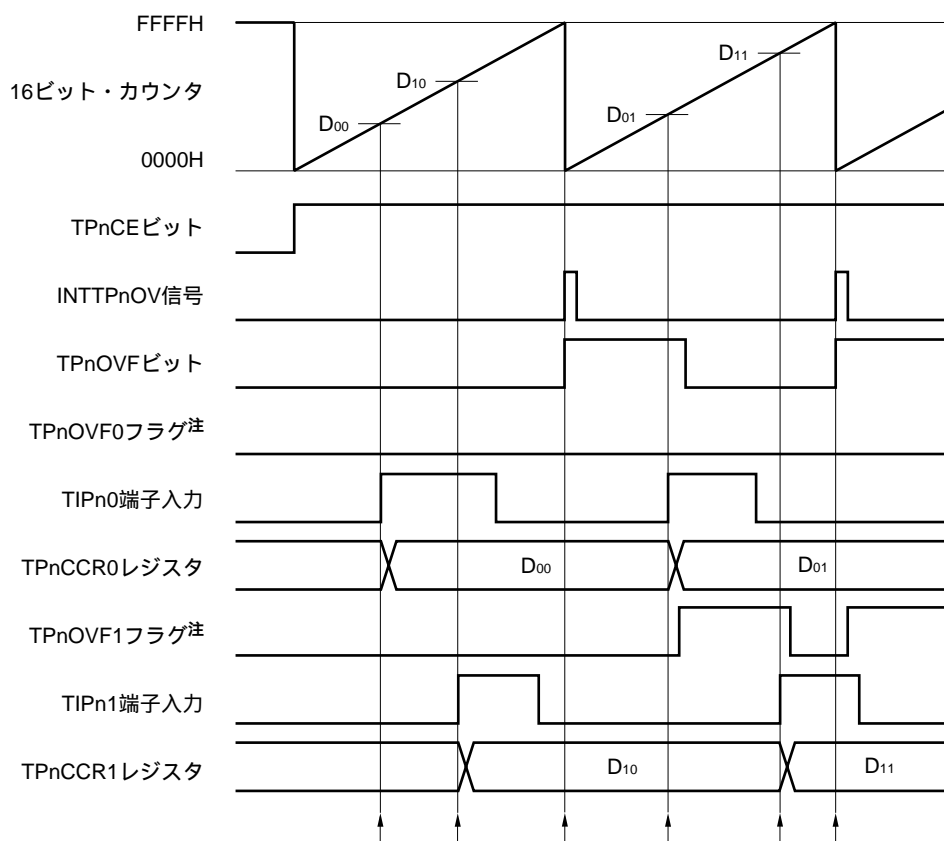 FFFFH
D11
D10
16ビット・カウンタ
D01
D00
0000H
TPnCEビット
INTTPnOV信号
TPnOVFビット
TPnOVF0フラグ注
TIPn0端子入力
TPnCCR0レジスタ
D00
D01
TPnOVF1フラグ注
TIPn1端子入力
TPnCCR1レジスタ
D10
D11